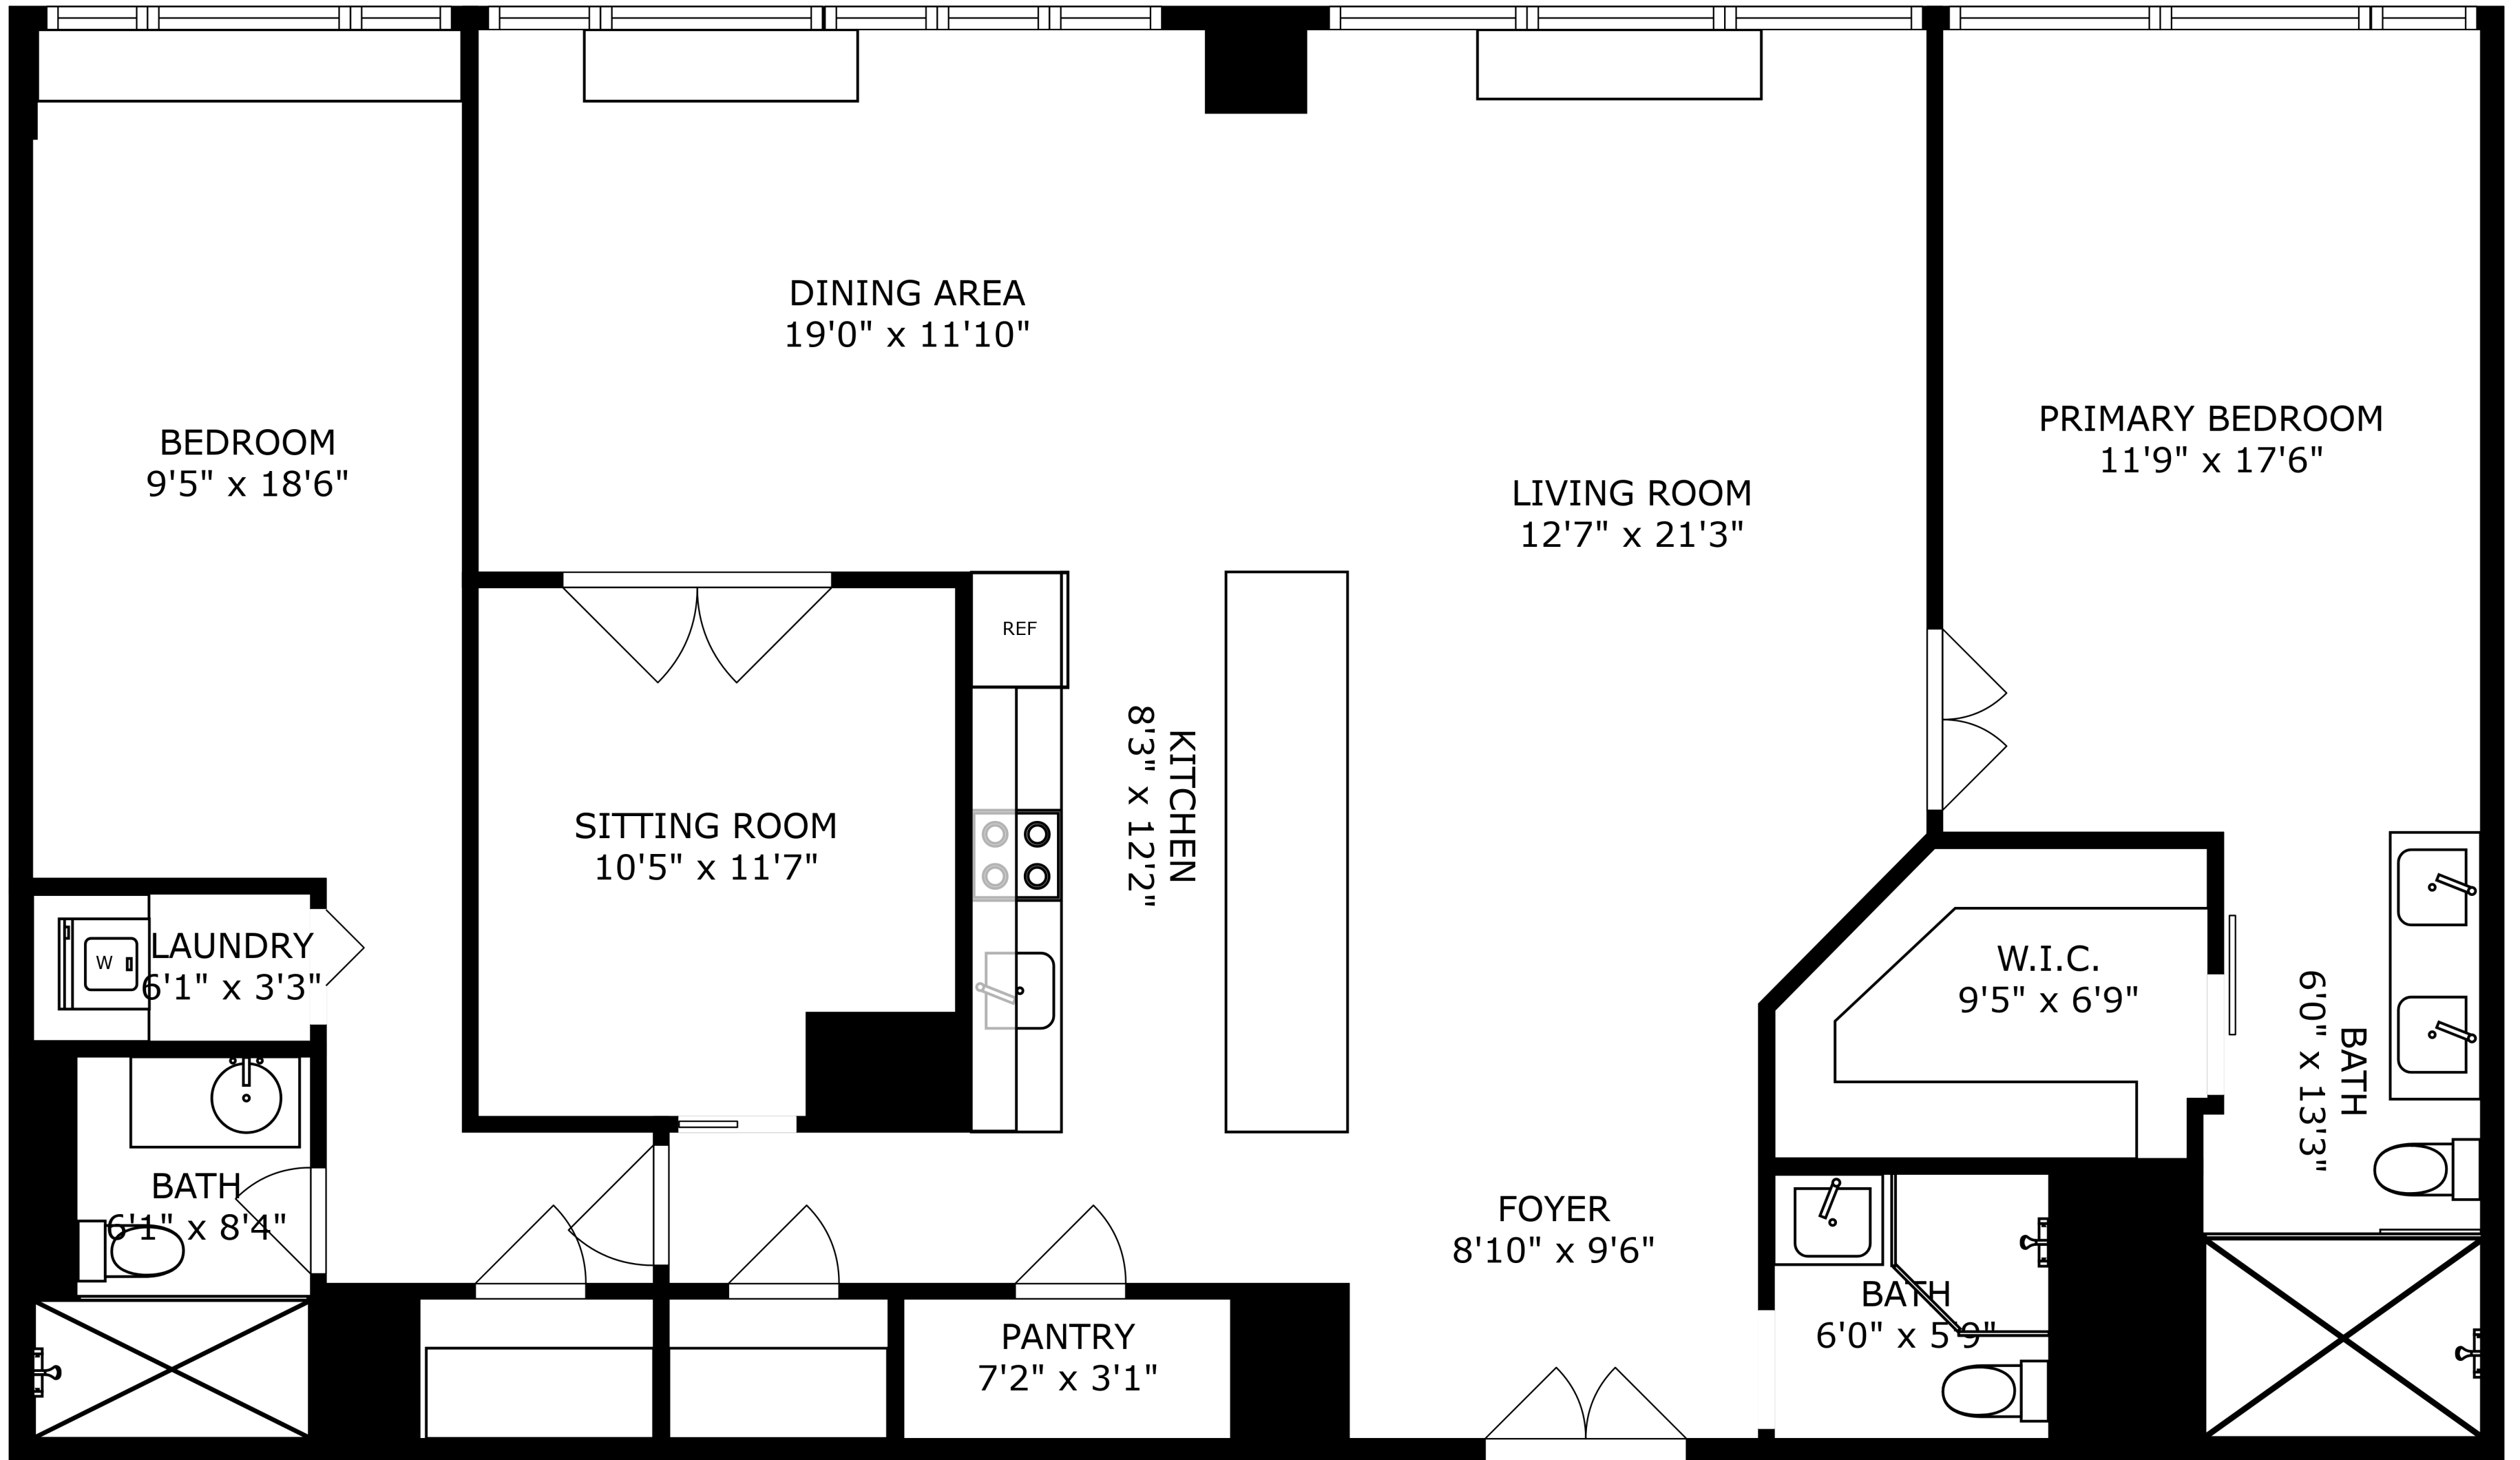 DINING AREA
19'0" x 11'10"
BEDROOM
9'5" x 18'6"
PRIMARY BEDROOM
11'9" x 17'6"
LIVING ROOM
12'7" x 21'3"
REF
KITCHEN
8'3" x 12'2"
SITTING ROOM
10'5" x 11'7"
LAUNDRY
6'1" x 3'3"
W
W.I.C.
9'5" x 6'9"
BATH
6'0" x 13'3"
BATH
6'1" x 8'4"
FOYER
8'10" x 9'6"
BATH
6'0" x 5'9"
PANTRY
7'2" x 3'1"